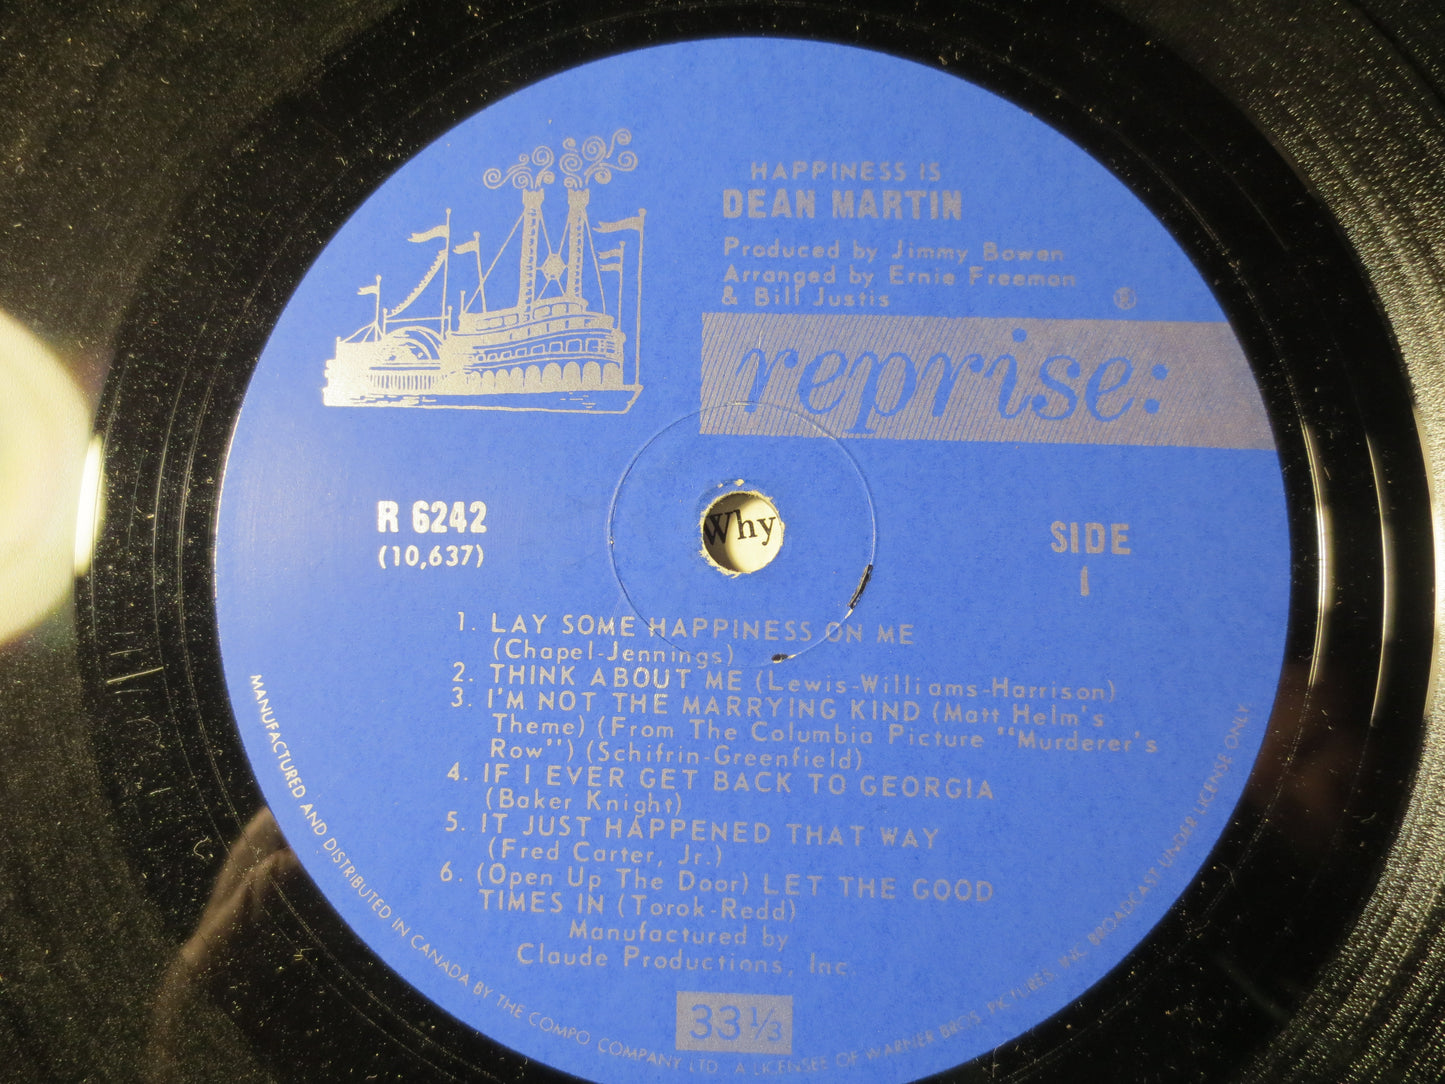 HAPPINESS IS
DEAN MARTIN
Produced by Jimmy Bowen
Arranged by Ernie Freeman
& Bill Justis
®
reprise:
R 6242
(10,637)
Why
SIDE
1
1. LAY SOME HAPPINESS ON ME
(Chapel-Jennings)
2. THINK ABOUT ME (Lewis-Williams-Harrison)
3. I'M NOT THE MARRYING KIND (Matt Helm's
Theme) (From The Columbia Picture "Murderer's
Row") (Schifrin-Greenfield)
4. IF I EVER GET BACK TO GEORGIA
(Baker Knight)
5. IT JUST HAPPENED THAT WAY
(Fred Carter, Jr.)
6. (Open Up The Door) LET THE GOOD
TIMES IN (Torok-Redd)
Manufactured by
Claude Productions, Inc.
33 1/3
MANUFACTURED AND DISTRIBUTED IN CANADA BY THE COMPO COMPANY LTD. A LICENSEE OF WARNER BROS. PICTURES, INC. BROADCAST UNDER LICENSE ONLY.